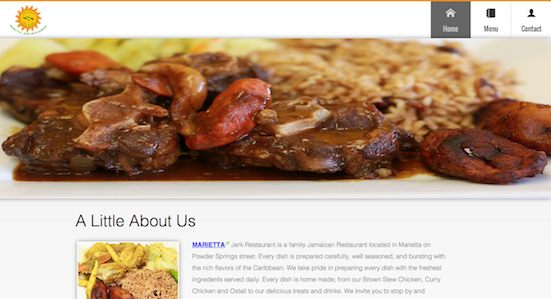 Home
Menu
Contact
A Little About Us
MARIETTA Jerk Restaurant is a family Jamaican Restaurant located in Marietta on
Powder Springs street. Every dish is prepared carefully, well seasoned, and bursting with
the rich flavors of the Caribbean. We take pride in preparing every dish with the freshest
ingredients served daily. Every dish is home made; from our Brown Stew Chicken, Curry
Chicken and Oxtail to our delicious treats and drinks. We invite you to stop by and